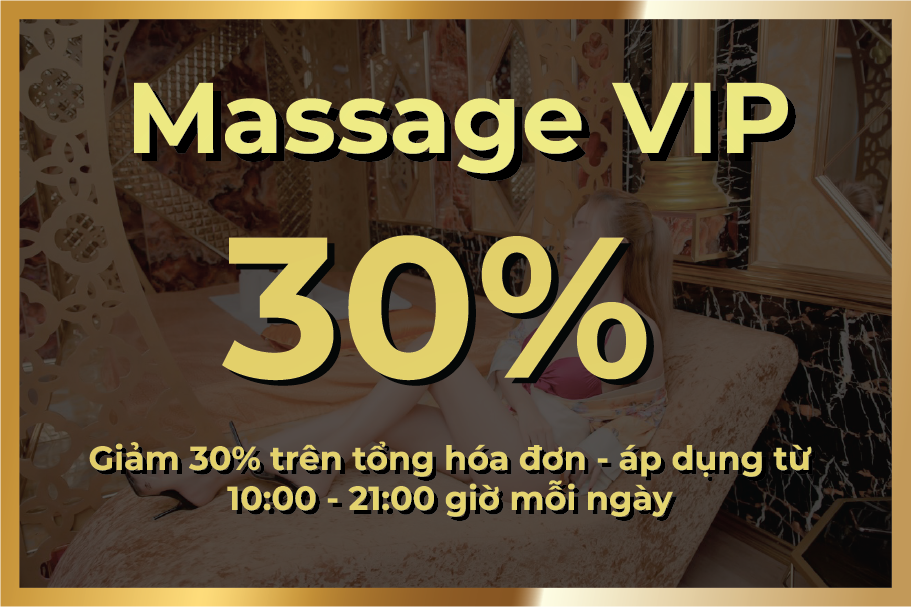 Massage VIP
30%
Giảm 30% trên tổng hóa đơn - áp dụng từ
10:00 - 21:00 giờ mỗi ngày